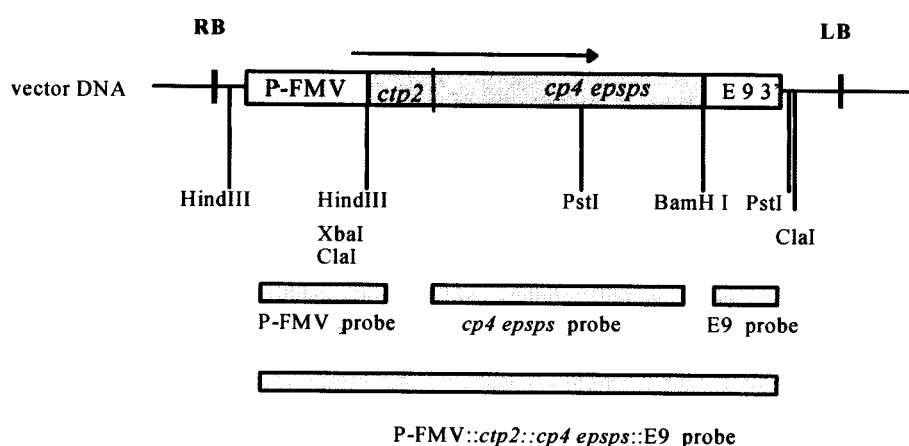 RB
LB
vector DNA
P-FMV ctp2 cp4 epsps E 9 3'
HindIII HindIII PstI BamH I PstI
XbaI ClaI
ClaI
P-FMV probe cp4 epsps probe E9 probe
P-FMV::ctp2::cp4 epsps::E9 probe